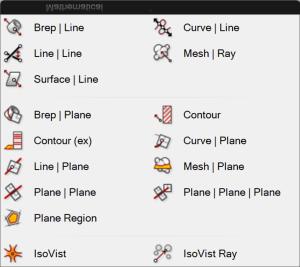 Mathematical
Brep | Line
Curve | Line
Line | Line
Mesh | Ray
Surface | Line
Brep | Plane
Contour
Contour (ex)
Curve | Plane
Line | Plane
Mesh | Plane
Plane | Plane
Plane | Plane | Plane
Plane Region
IsoVist
IsoVist Ray